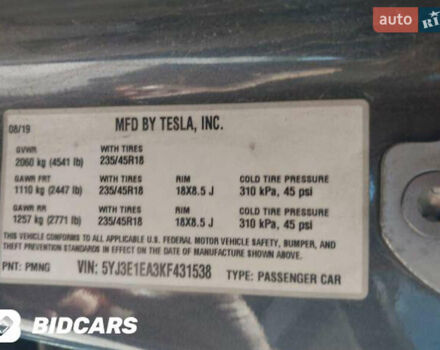 auto RI
08/19 MFD BY TESLA, INC.
GVWR WITH TIRES
2060 kg (4541 lb) 235/45R18
GAWR FRT WITH TIRES RIM COLD TIRE PRESSURE
1110 kg (2447 lb) 235/45R18 18X8.5 J 310 kPa, 45 psi
GAWR RR WITH TIRES RIM COLD TIRE PRESSURE
1257 kg (2771 lb) 235/45R18 18X8.5 J 310 kPa, 45 psi
THIS VEHICLE CONFORMS TO ALL APPLICABLE U.S. FEDERAL MOTOR VEHICLE SAFETY, BUMPER, AND
THEFT PREVENTION STANDARDS IN EFFECT ON THE DATE OF MANUFACTURE SHOWN ABOVE.
PNT: PMNG VIN: 5YJ3E1EA3KF431538 TYPE: PASSENGER CAR
BIDCARS